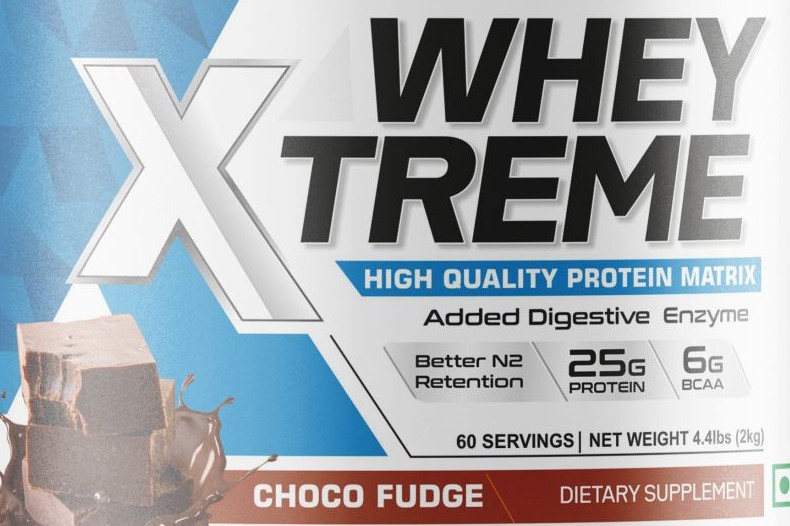 WHEY
XTREME
HIGH QUALITY PROTEIN MATRIX
Added Digestive Enzyme
Better N2
Retention
25G
PROTEIN
6G
BCAA
60 SERVINGS| NET WEIGHT 4.4lbs (2kg)
CHOCO FUDGE
DIETARY SUPPLEMENT